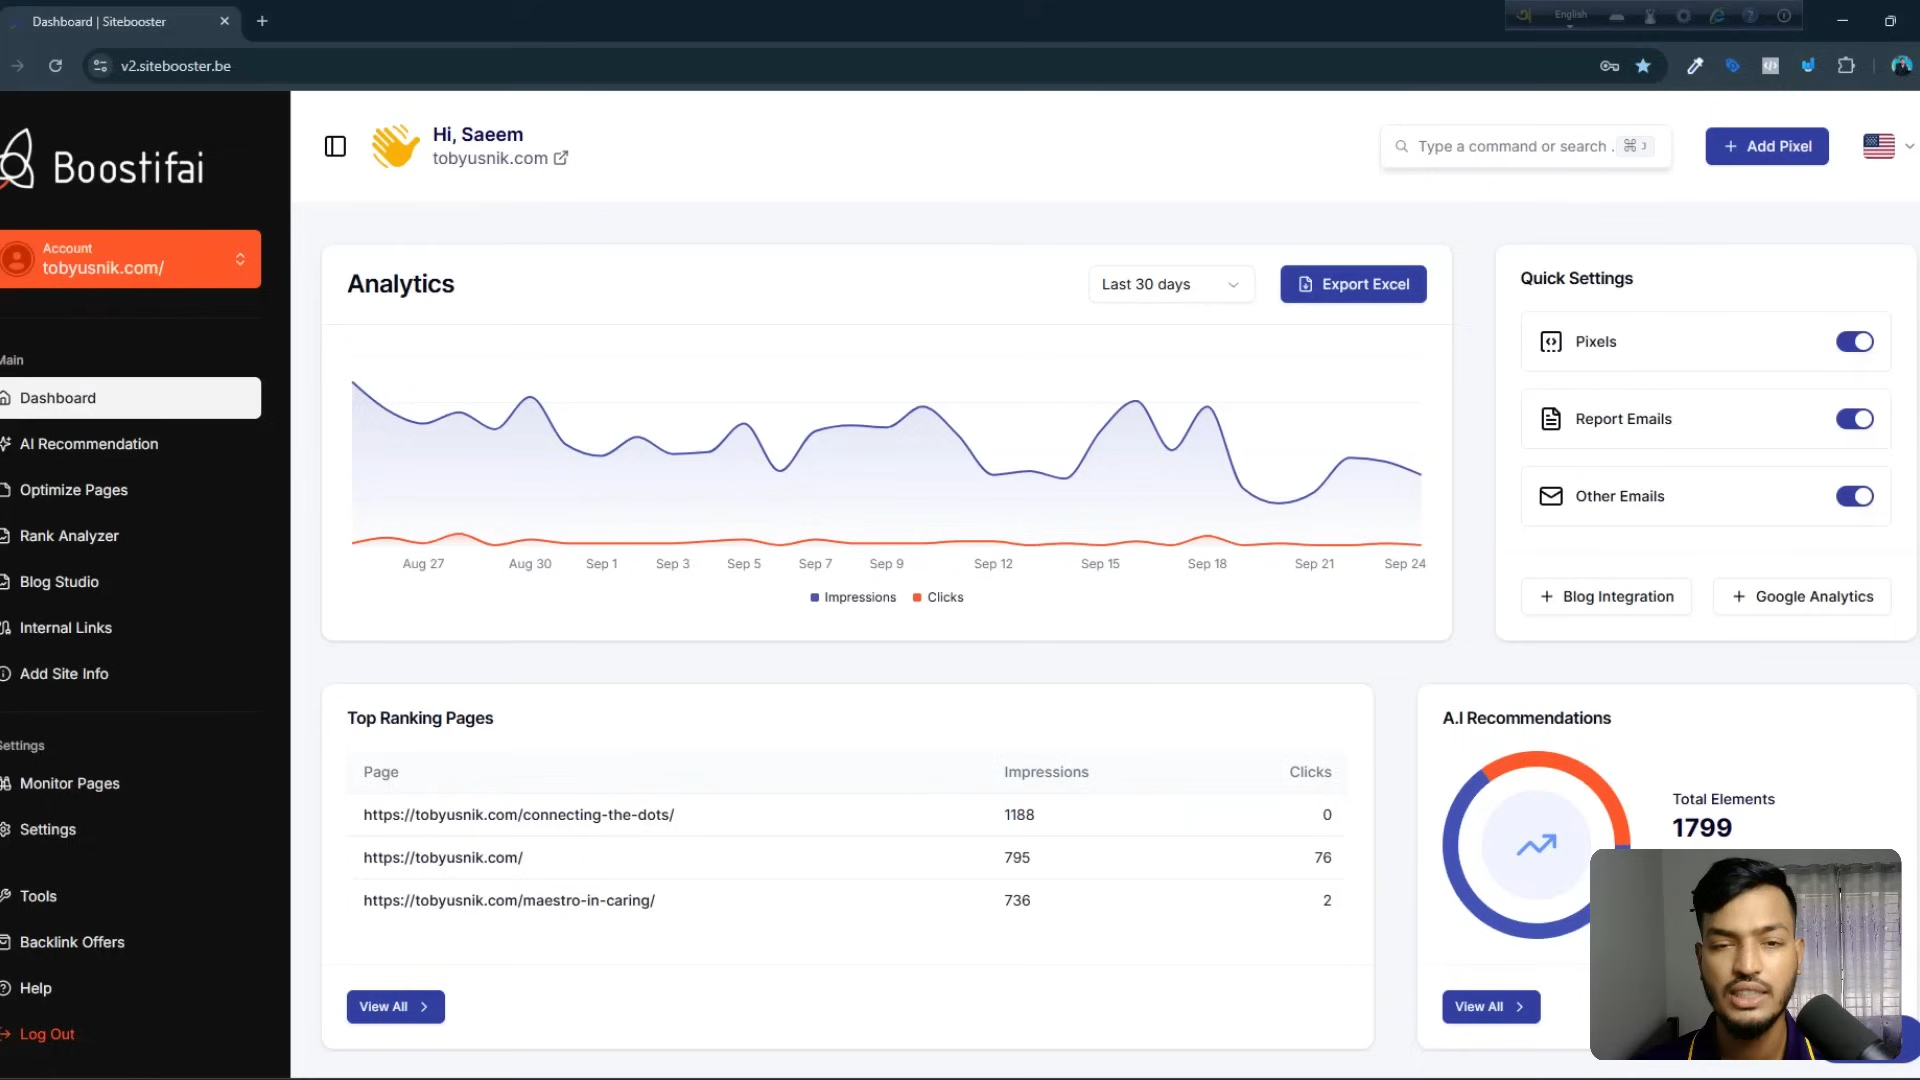 Dashboard | Sitebooster
English
v2.sitebooster.be
Boostifai
Account
tobyusnik.com/
Main
Dashboard
AI Recommendation
Optimize Pages
Rank Analyzer
Blog Studio
Internal Links
Add Site Info
Settings
Monitor Pages
Settings
Tools
Backlink Offers
Help
Log Out
Hi, Saeem
tobyusnik.com
Type a command or search . ⌘ J
+ Add Pixel
Analytics
Last 30 days
Export Excel
Aug 27 Aug 30 Sep 1 Sep 3 Sep 5 Sep 7 Sep 9 Sep 12 Sep 15 Sep 18 Sep 21 Sep 24
Impressions Clicks
Quick Settings
Pixels
Report Emails
Other Emails
+ Blog Integration
+ Google Analytics
Top Ranking Pages
Page Impressions Clicks
https://tobyusnik.com/connecting-the-dots/ 1188 0
https://tobyusnik.com/ 795 76
https://tobyusnik.com/maestro-in-caring/ 736 2
View All >
A.I Recommendations
Total Elements
1799
View All >